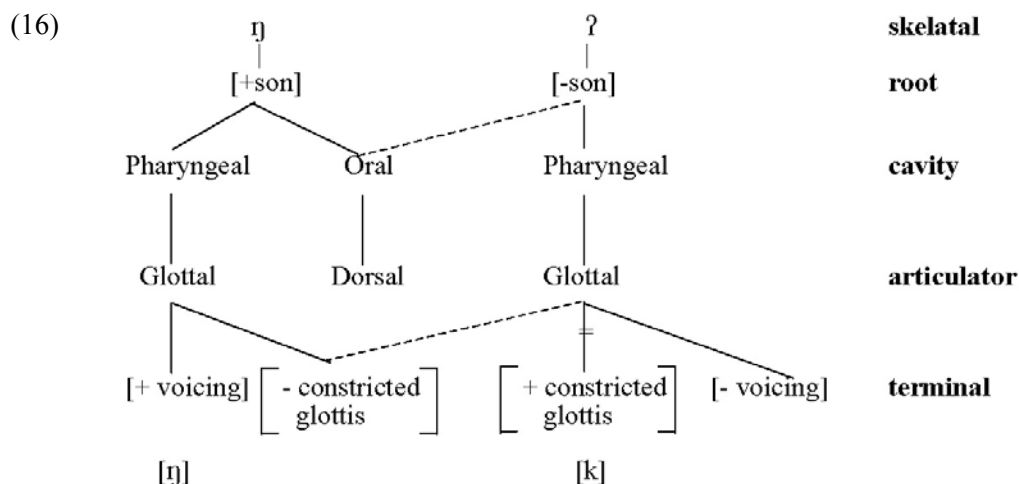 (16) ŋ ʔ skelatal
[+son] [-son] root
Pharyngeal Oral Pharyngeal cavity
Glottal Dorsal Glottal articulator
[+ voicing] [- constricted glottis] [+ constricted glottis] [- voicing] terminal
[ŋ] [k]